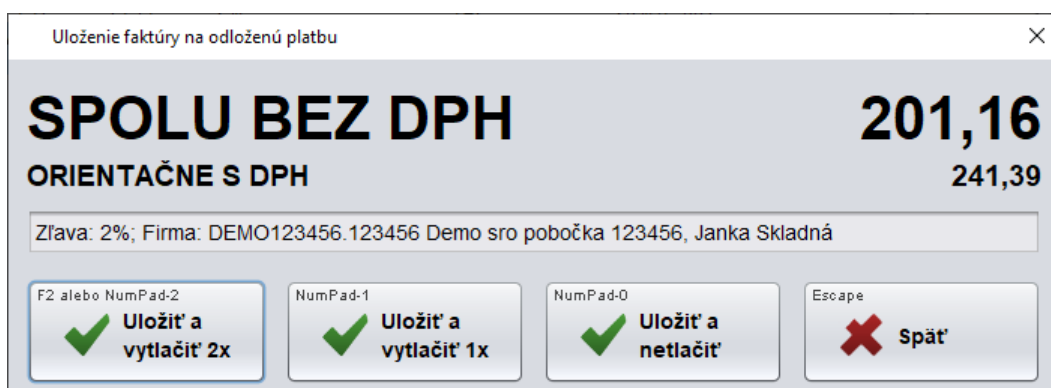 Uloženie faktúry na odloženú platbu
SPOLU BEZ DPH 201,16
ORIENTAČNE S DPH 241,39
Zľava: 2%; Firma: DEMO123456.123456 Demo sro pobočka 123456, Janka Skladná
F2 alebo NumPad-2
Uložiť a
vytlačiť 2x
NumPad-1
Uložiť a
vytlačiť 1x
NumPad-0
Uložiť a
netlačiť
Escape
Späť